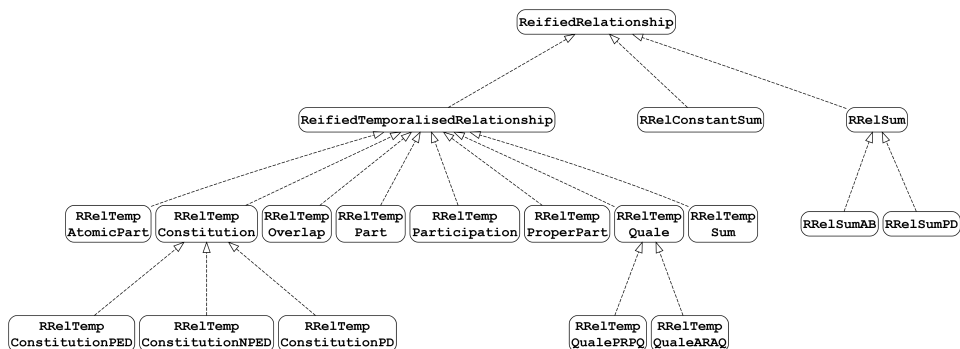 ReifiedRelationship
ReifiedTemporalisedRelationship
RRelConstantSum
RRelSum
RRelTemp
AtomicPart
RRelTemp
Constitution
RRelTemp
Overlap
RRelTemp
Part
RRelTemp
Participation
RRelTemp
ProperPart
RRelTemp
Quale
RRelTemp
Sum
RRelSumAB
RRelSumPD
RRelTemp
ConstitutionPED
RRelTemp
ConstitutionNPED
RRelTemp
ConstitutionPD
RRelTemp
QualePRPQ
RRelTemp
QualeARAQ